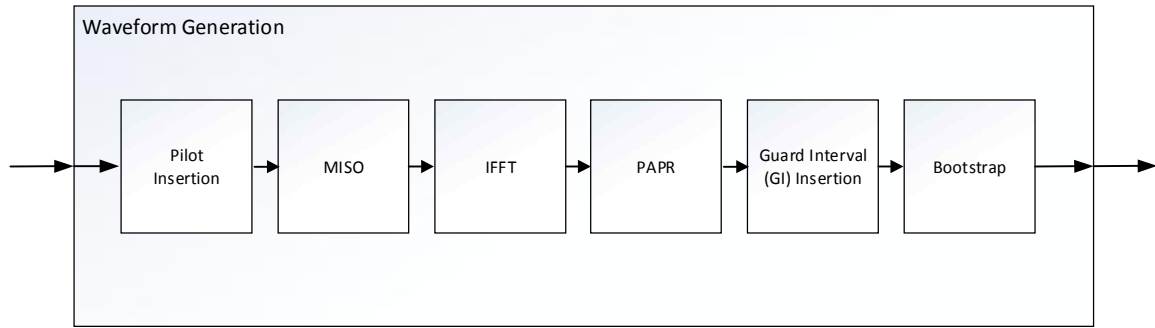 Waveform Generation
Pilot
Insertion
MISO
IFFT
PAPR
Guard Interval
(GI) Insertion
Bootstrap